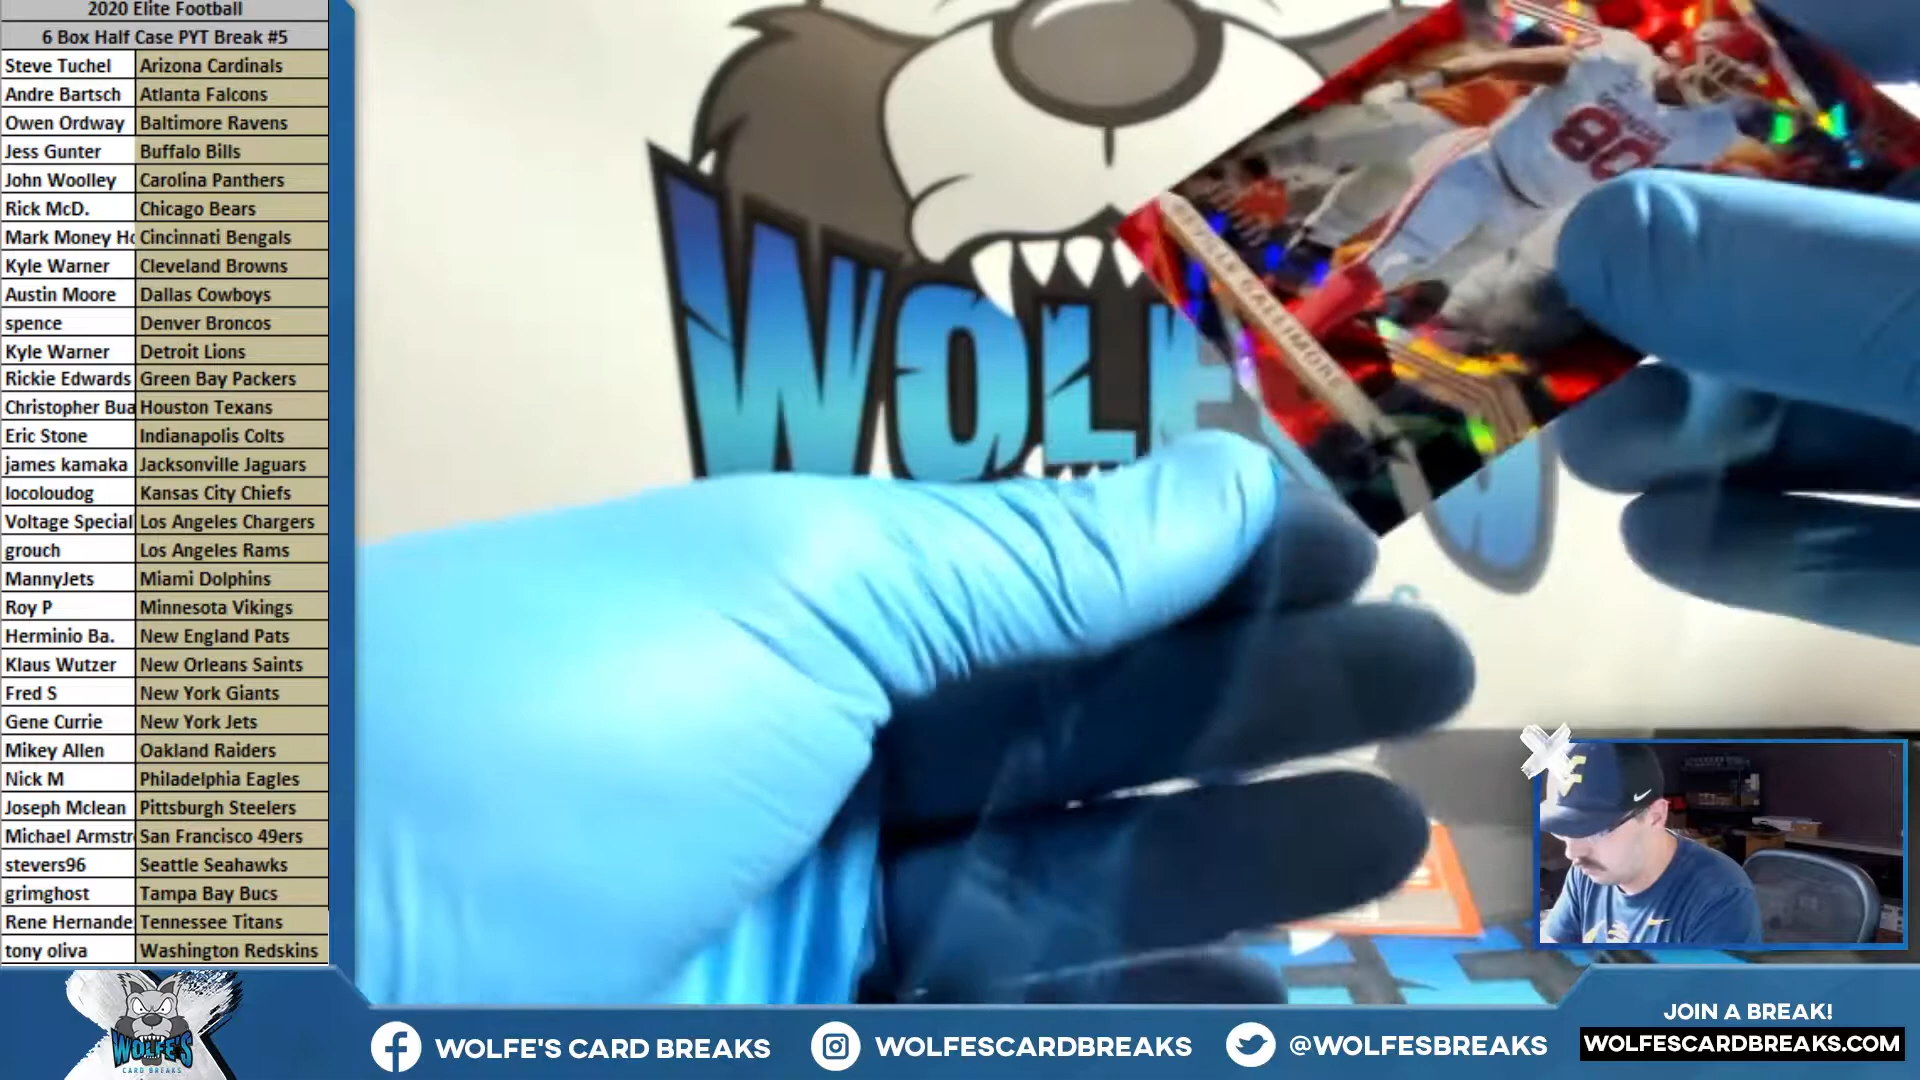 2020 Elite Football
6 Box Half Case PYT Break #5
Steve Tuchel Arizona Cardinals
Andre Bartsch Atlanta Falcons
Owen Ordway Baltimore Ravens
Jess Gunter Buffalo Bills
John Woolley Carolina Panthers
Rick McD. Chicago Bears
Mark Money Ho Cincinnati Bengals
Kyle Warner Cleveland Browns
Austin Moore Dallas Cowboys
spence Denver Broncos
Kyle Warner Detroit Lions
Rickie Edwards Green Bay Packers
Christopher Bua Houston Texans
Eric Stone Indianapolis Colts
james kamaka Jacksonville Jaguars
locoloudog Kansas City Chiefs
Voltage Special Los Angeles Chargers
grouch Los Angeles Rams
MannyJets Miami Dolphins
Roy P Minnesota Vikings
Herminio Ba. New England Pats
Klaus Wutzer New Orleans Saints
Fred S New York Giants
Gene Currie New York Jets
Mikey Allen Oakland Raiders
Nick M Philadelphia Eagles
Joseph Mclean Pittsburgh Steelers
Michael Armstr San Francisco 49ers
stevers96 Seattle Seahawks
grimghost Tampa Bay Bucs
Rene Hernande Tennessee Titans
tony oliva Washington Redskins
WOLF
80
GALLIMORE
WOLFE'S
CARD BREAKS
WOLFE'S CARD BREAKS
WOLFESCARDBREAKS
@WOLFESBREAKS
JOIN A BREAK!
WOLFESCARDBREAKS.COM